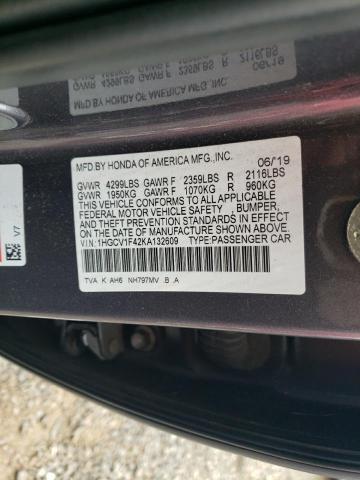 MFD.BY HONDA OF AMERICA MFG.,INC. 06/19
GVWR 4299LBS GAWR F 2359LBS R 2116LBS
GVWR 1950KG GAWR F 1070KG R 960KG
THIS VEHICLE CONFORMS TO ALL APPLICABLE
FEDERAL MOTOR VEHICLE SAFETY, BUMPER,
AND THEFT PREVENTION STANDARDS IN
EFFECT ON THE DATE OF MANUFACTURE
SHOWN ABOVE.
V.I.N:1HGCV1F42KA132609 TYPE:PASSENGER CAR
TVA K AH6 NH797MV B A
V7